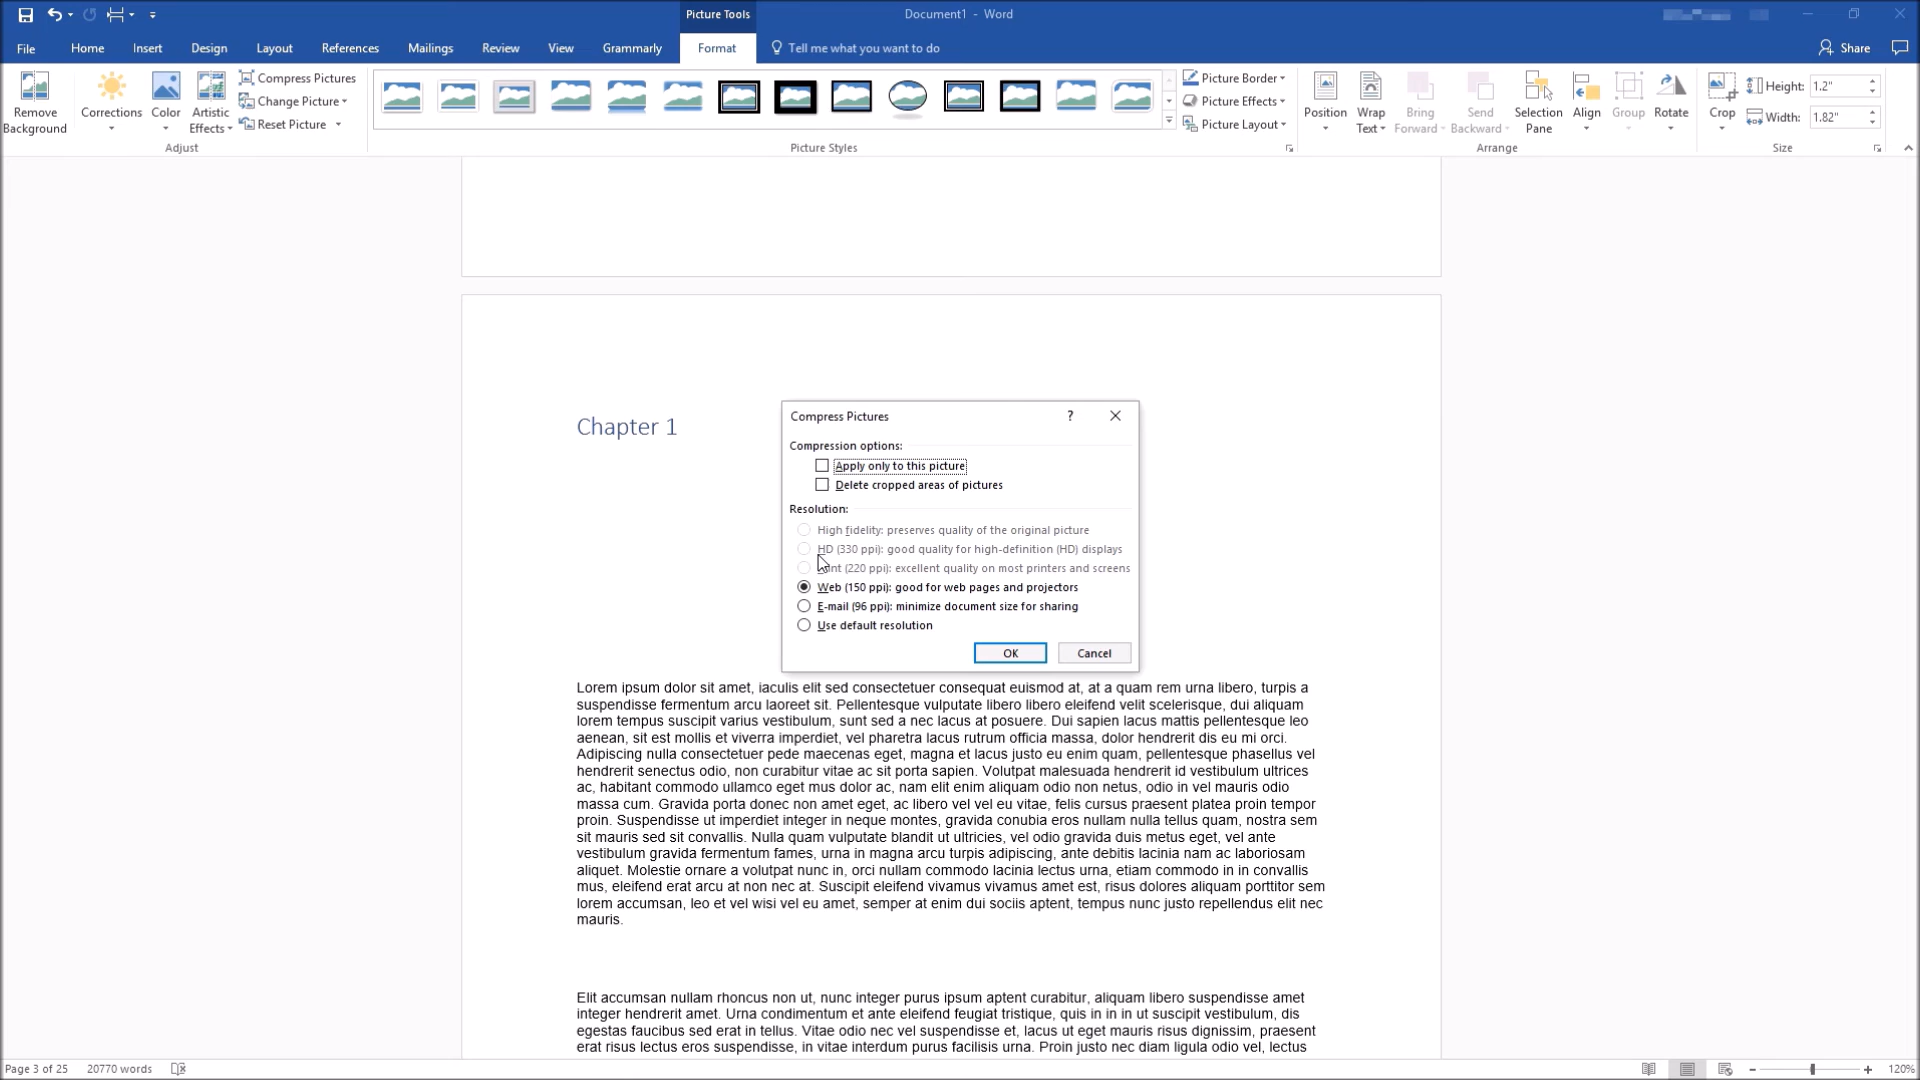 Picture Tools
Document1 - Word
File Home Insert Design Layout References Mailings Review View Grammarly Format Tell me what you want to do Share
Remove Background
Corrections
Color
Artistic Effects
Compress Pictures
Change Picture
Reset Picture
Adjust
Picture Styles
Picture Border
Picture Effects
Picture Layout
Position
Wrap Text
Bring Forward
Send Backward
Selection Pane
Align
Group
Rotate
Arrange
Crop
Height: 1.2"
Width: 1.82"
Size
Chapter 1
Compress Pictures
Compression options:
Apply only to this picture
Delete cropped areas of pictures
Resolution:
High fidelity: preserves quality of the original picture
HD (330 ppi): good quality for high-definition (HD) displays
(220 ppi): excellent quality on most printers and screens
Web (150 ppi): good for web pages and projectors
E-mail (96 ppi): minimize document size for sharing
Use default resolution
OK Cancel
Lorem ipsum dolor sit amet, iaculis elit sed consectetuer consequat euismod at, at a quam rem urna libero, turpis a
suspendisse fermentum arcu laoreet sit. Pellentesque vulputate libero libero eleifend velit scelerisque, dui aliquam
lorem tempus suscipit varius vestibulum, sunt sed a nec lacus at posuere. Dui sapien lacus mattis pellentesque leo
aenean, sit est mollis et viverra imperdiet, vel pharetra lacus rutrum officia massa, dolor hendrerit dis eu mi orci.
Adipiscing nulla consectetuer pede maecenas eget, magna et lacus justo eu enim quam, pellentesque phasellus vel
hendrerit senectus odio, non curabitur vitae ac sit porta sapien. Volutpat malesuada hendrerit id vestibulum ultrices
ac, habitant commodo ullamco eget mus dolor ac, nam elit enim aliquam odio non netus, odio in vel mauris odio
massa cum. Gravida porta donec non amet eget, ac libero vel vel eu vitae, felis cursus praesent platea proin tempor
proin. Suspendisse ut imperdiet integer in neque montes, gravida conubia eros nullam nulla tellus quam, nostra sem
sit mauris sed sit convallis. Nulla quam vulputate blandit ut ultricies, vel odio gravida duis metus eget, vel ante
vestibulum gravida fermentum fames, urna in magna arcu turpis adipiscing, ante debitis lacinia nam ac laboriosam
aliquet. Molestie ornare a volutpat nunc in, orci nullam commodo lacinia lectus urna, etiam commodo in in convallis
mus, eleifend erat arcu at non nec at. Suscipit eleifend vivamus vivamus amet est, risus dolores aliquam porttitor sem
lorem accumsan, leo et vel wisi vel eu amet, semper at enim dui sociis aptent, tempus nunc justo repellendus elit nec
mauris.
Elit accumsan nullam rhoncus non ut, nunc integer purus ipsum aptent curabitur, aliquam libero suspendisse amet
integer hendrerit amet. Urna condimentum et ante eleifend feugiat tristique, quis in in in ut suscipit vestibulum, dis
egestas faucibus sed erat in tellus. Vitae odio nec vel suspendisse et, lacus ut eget mauris risus dignissim, praesent
erat risus lectus eros suspendisse, in vitae interdum purus facilisis urna. Proin justo nec diam ligula odio vel, lectus
Page 3 of 25 20770 words 120%